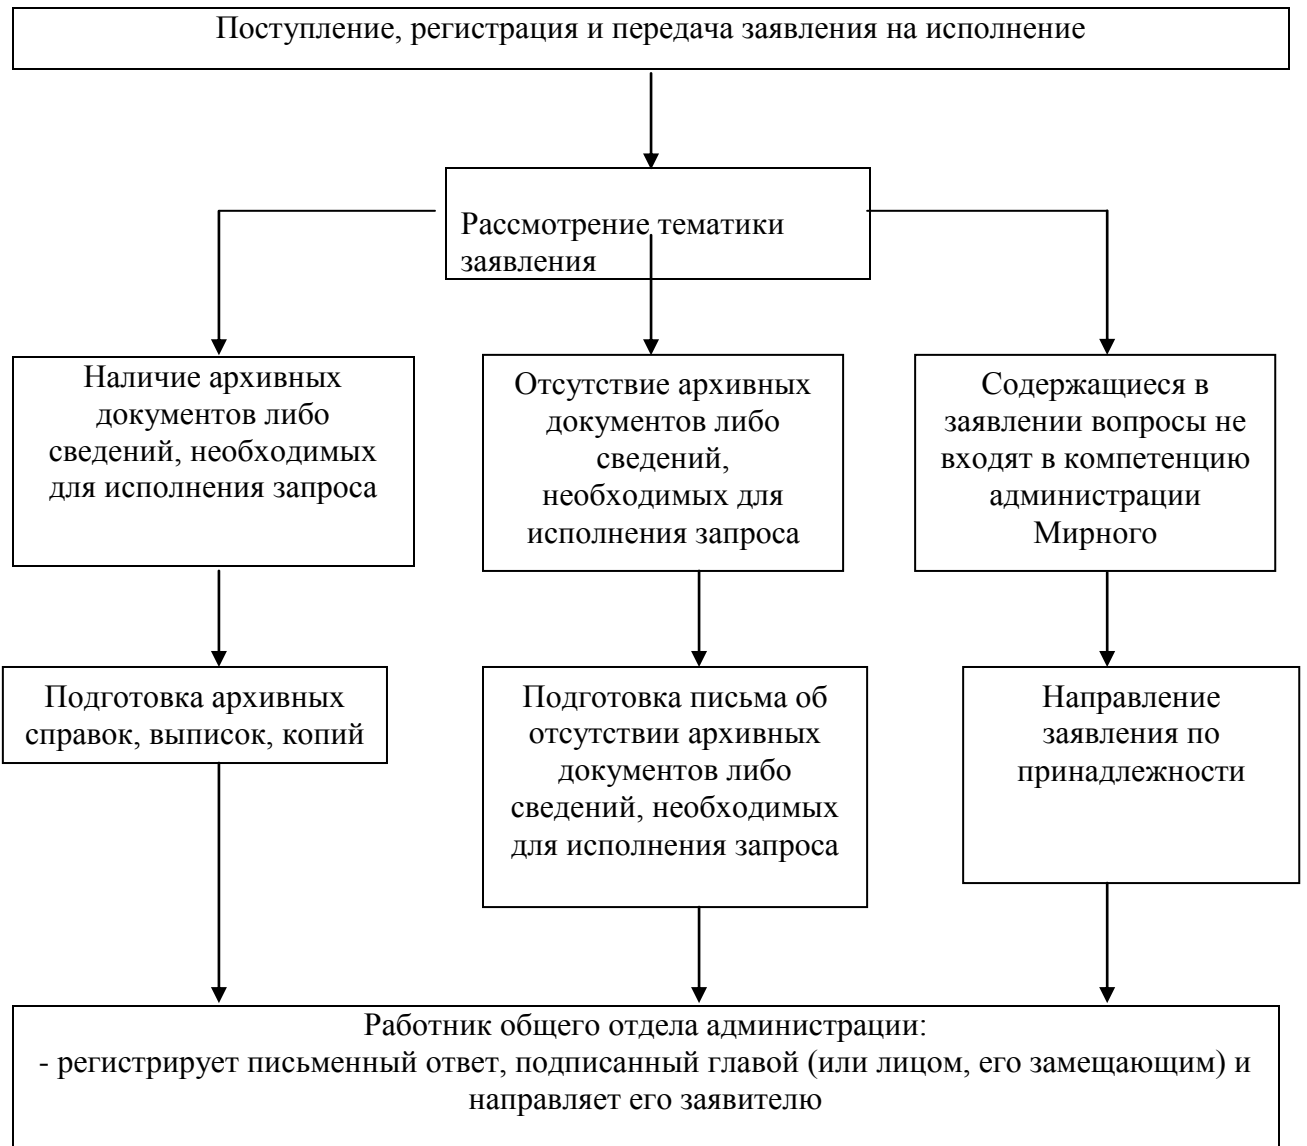 Поступление, регистрация и передача заявления на исполнение
Рассмотрение тематики
заявления
Наличие архивных
документов либо
сведений, необходимых
для исполнения запроса
Отсутствие архивных
документов либо
сведений,
необходимых для
исполнения запроса
Содержащиеся в
заявлении вопросы не
входят в компетенцию
администрации
Мирного
Подготовка архивных
справок, выписок, копий
Подготовка письма об
отсутствии архивных
документов либо
сведений, необходимых
для исполнения запроса
Направление
заявления по
принадлежности
Работник общего отдела администрации:
- регистрирует письменный ответ, подписанный главой (или лицом, его замещающим) и
направляет его заявителю